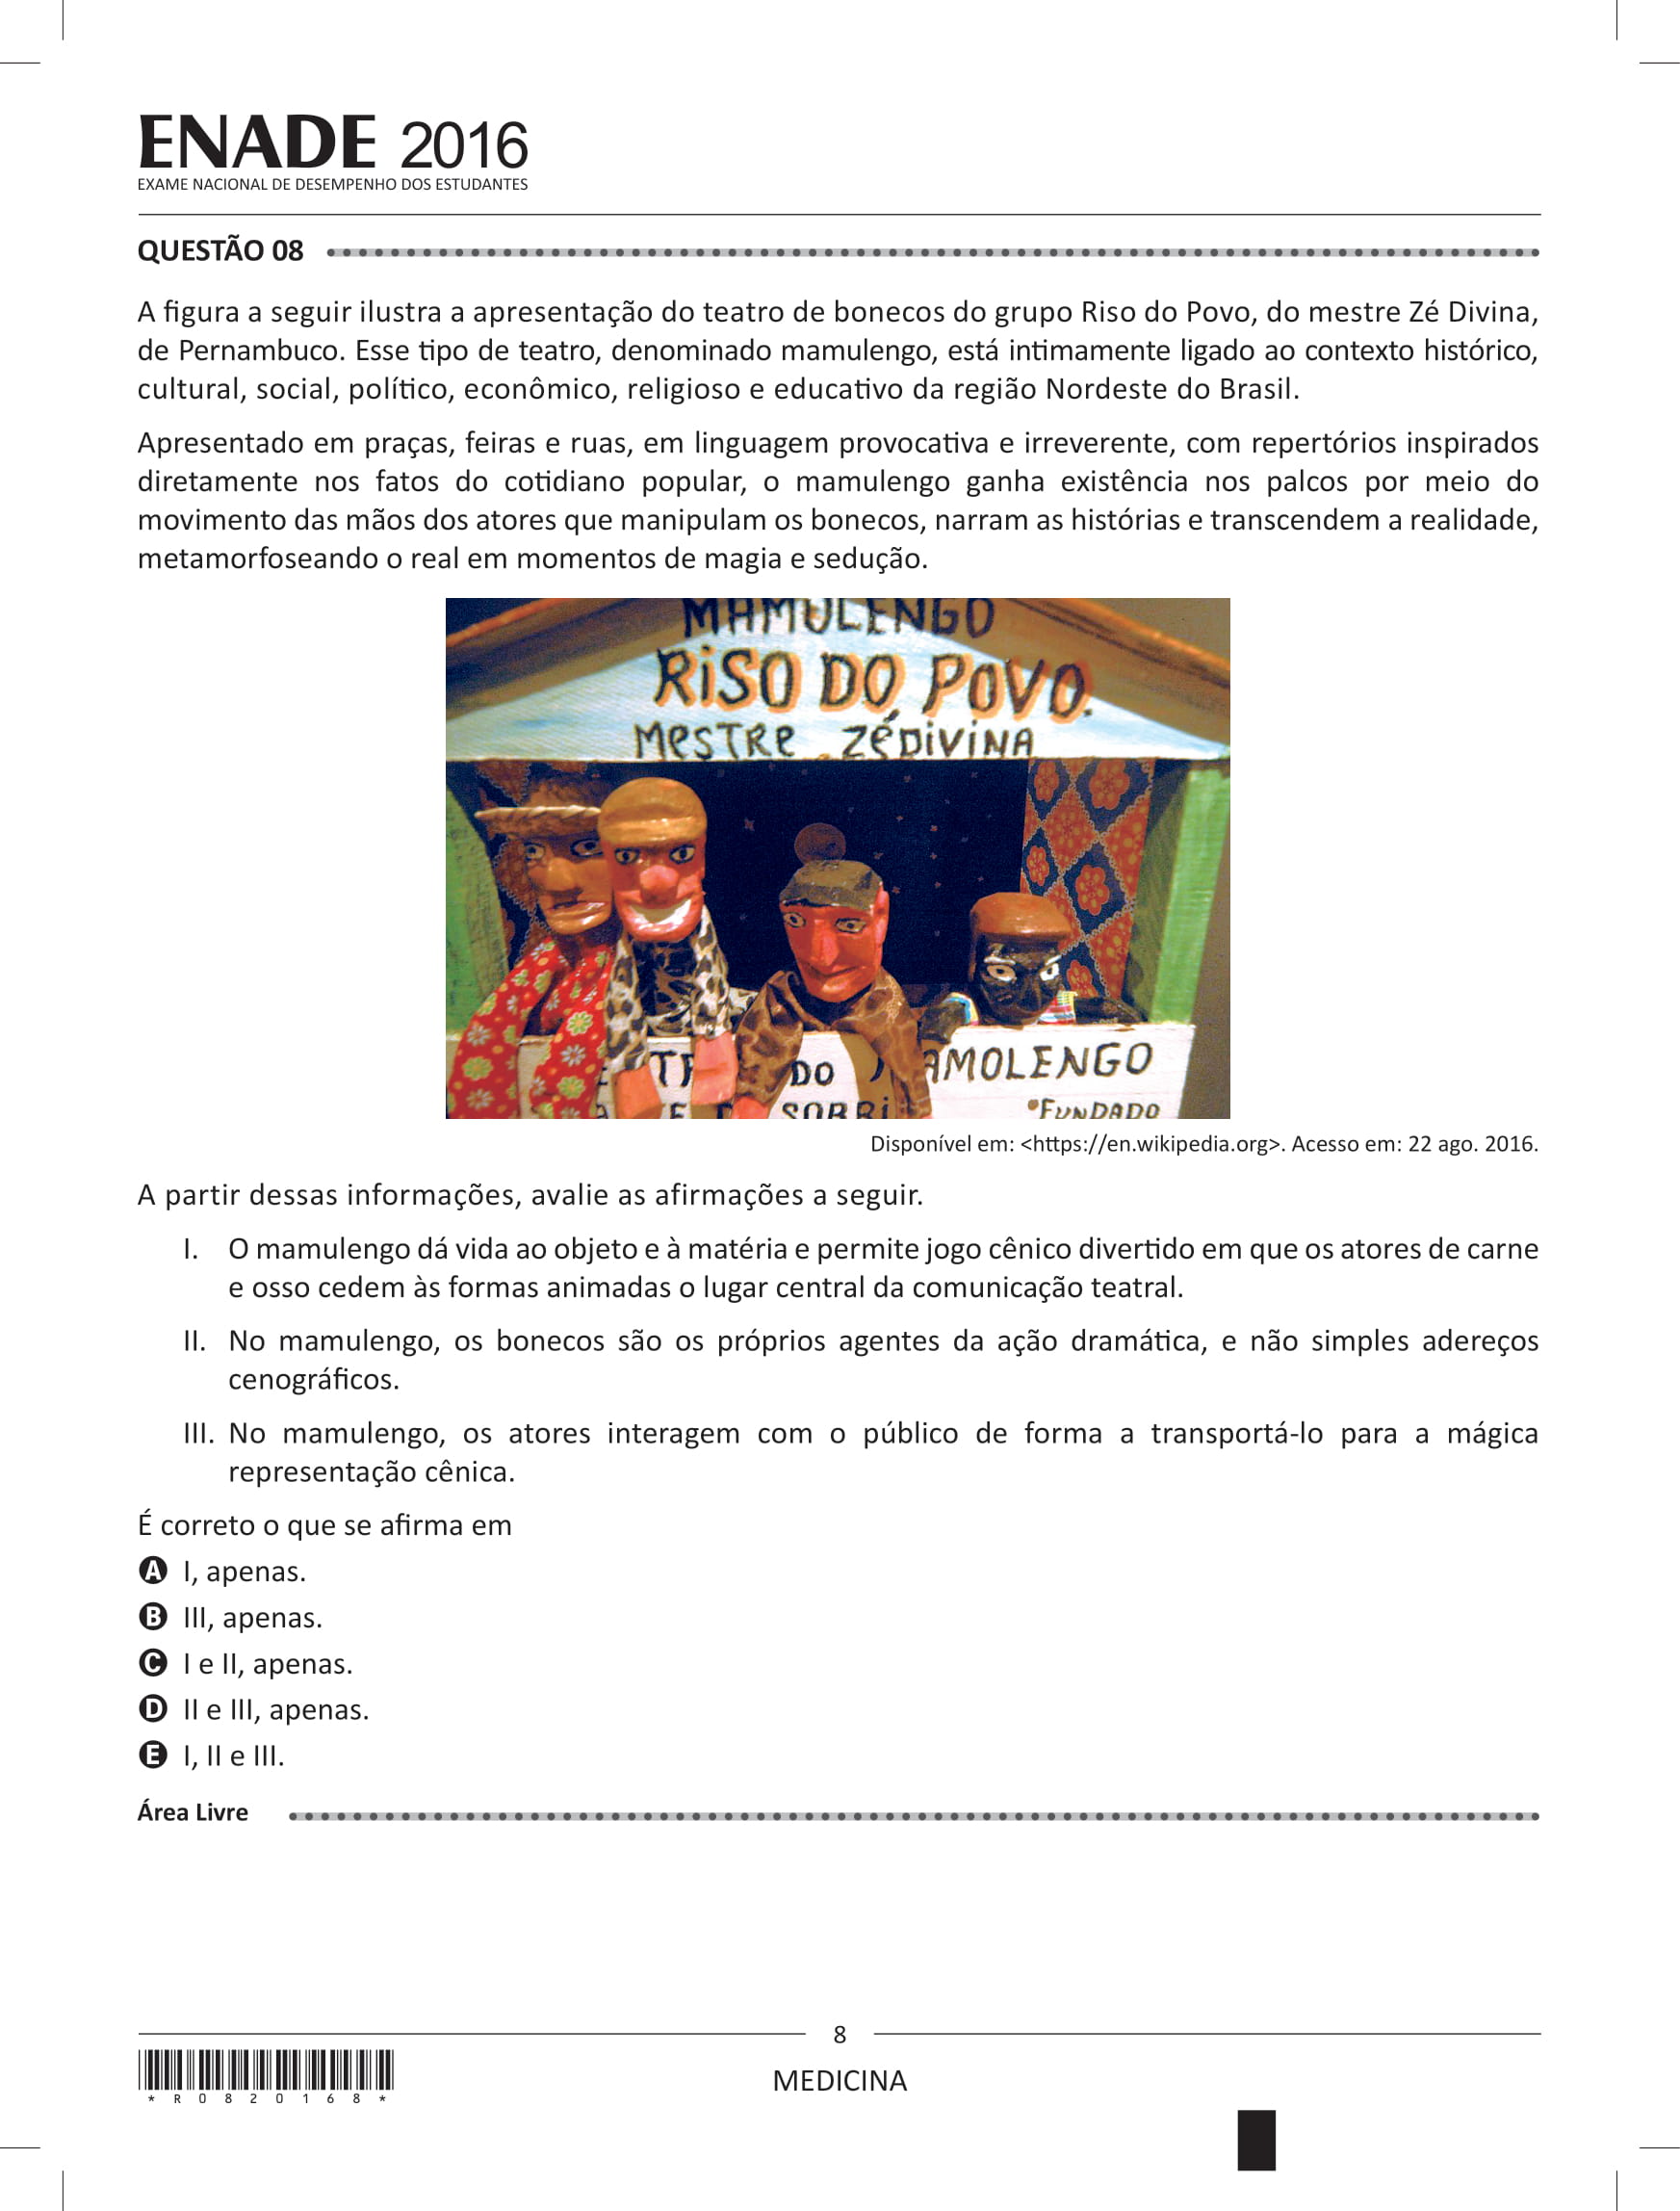 ENADE 2016
EXAME NACIONAL DE DESEMPENHO DOS ESTUDANTES
QUESTÃO 08
A figura a seguir ilustra a apresentação do teatro de bonecos do grupo Riso do Povo, do mestre Zé Divina,
de Pernambuco. Esse tipo de teatro, denominado mamulengo, está intimamente ligado ao contexto histórico,
cultural, social, político, econômico, religioso e educativo da região Nordeste do Brasil.
Apresentado em praças, feiras e ruas, em linguagem provocativa e irreverente, com repertórios inspirados
diretamente nos fatos do cotidiano popular, o mamulengo ganha existência nos palcos por meio do
movimento das mãos dos atores que manipulam os bonecos, narram as histórias e transcendem a realidade,
metamorfoseando o real em momentos de magia e sedução.
MAMULENGO
RISO DO POVO.
MESTRE ZÉDIVINA
DO AMOLENGO
SORRI FUNDADO
Disponível em: <https://en.wikipedia.org>. Acesso em: 22 ago. 2016.
A partir dessas informações, avalie as afirmações a seguir.
I. O mamulengo dá vida ao objeto e à matéria e permite jogo cênico divertido em que os atores de carne
e osso cedem às formas animadas o lugar central da comunicação teatral.
II. No mamulengo, os bonecos são os próprios agentes da ação dramática, e não simples adereços
cenográficos.
III. No mamulengo, os atores interagem com o público de forma a transportá-lo para a mágica
representação cênica.
É correto o que se afirma em
A I, apenas.
B III, apenas.
C I e II, apenas.
D II e III, apenas.
E I, II e III.
Área Livre
8
MEDICINA
* R 0 8 2 0 1 6 8 *